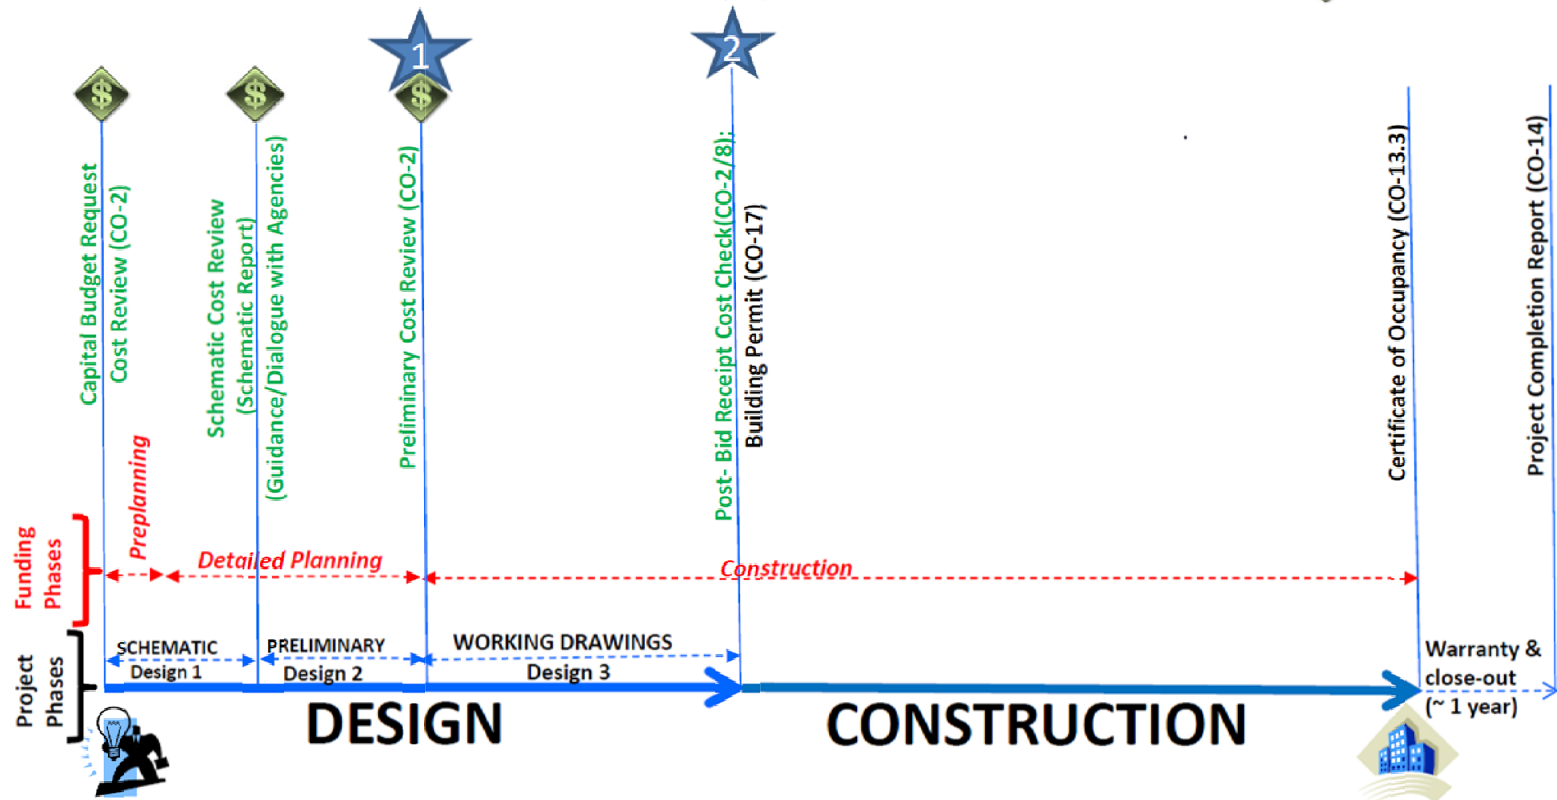 1
2
$
$
$
Capital Budget Request
Cost Review (CO-2)
Schematic Cost Review
(Schematic Report)
(Guidance/Dialogue with Agencies)
Preliminary Cost Review (CO-2)
Post- Bid Receipt Cost Check(CO-2/8);
Building Permit (CO-17)
Certificate of Occupancy (CO-13.3)
Project Completion Report (CO-14)
Funding
Phases
Preplanning
Detailed Planning
Construction
Project
Phases
SCHEMATIC
Design 1
PRELIMINARY
Design 2
WORKING DRAWINGS
Design 3
Warranty &
close-out
(~ 1 year)
DESIGN
CONSTRUCTION